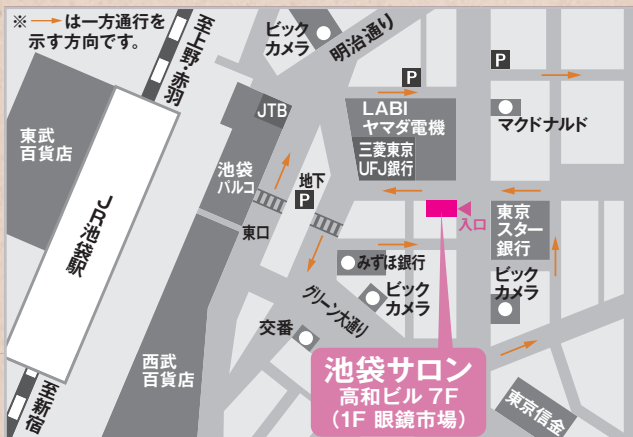 ※→は一方通行を
示す方向です。
至上野・赤羽
ビック
カメラ
明治通り
P
P
JTB
LABI
ヤマダ電機
マクドナルド
東武
百貨店
三菱東京
UFJ銀行
池袋
パルコ
地下
P
JR池袋駅
東口
入口
東京
スター
銀行
みずほ銀行
ビック
カメラ
ビック
カメラ
グリーン大通り
交番
西武
百貨店
池袋サロン
高和ビル 7F
（1F 眼鏡市場）
東京信金
至新宿